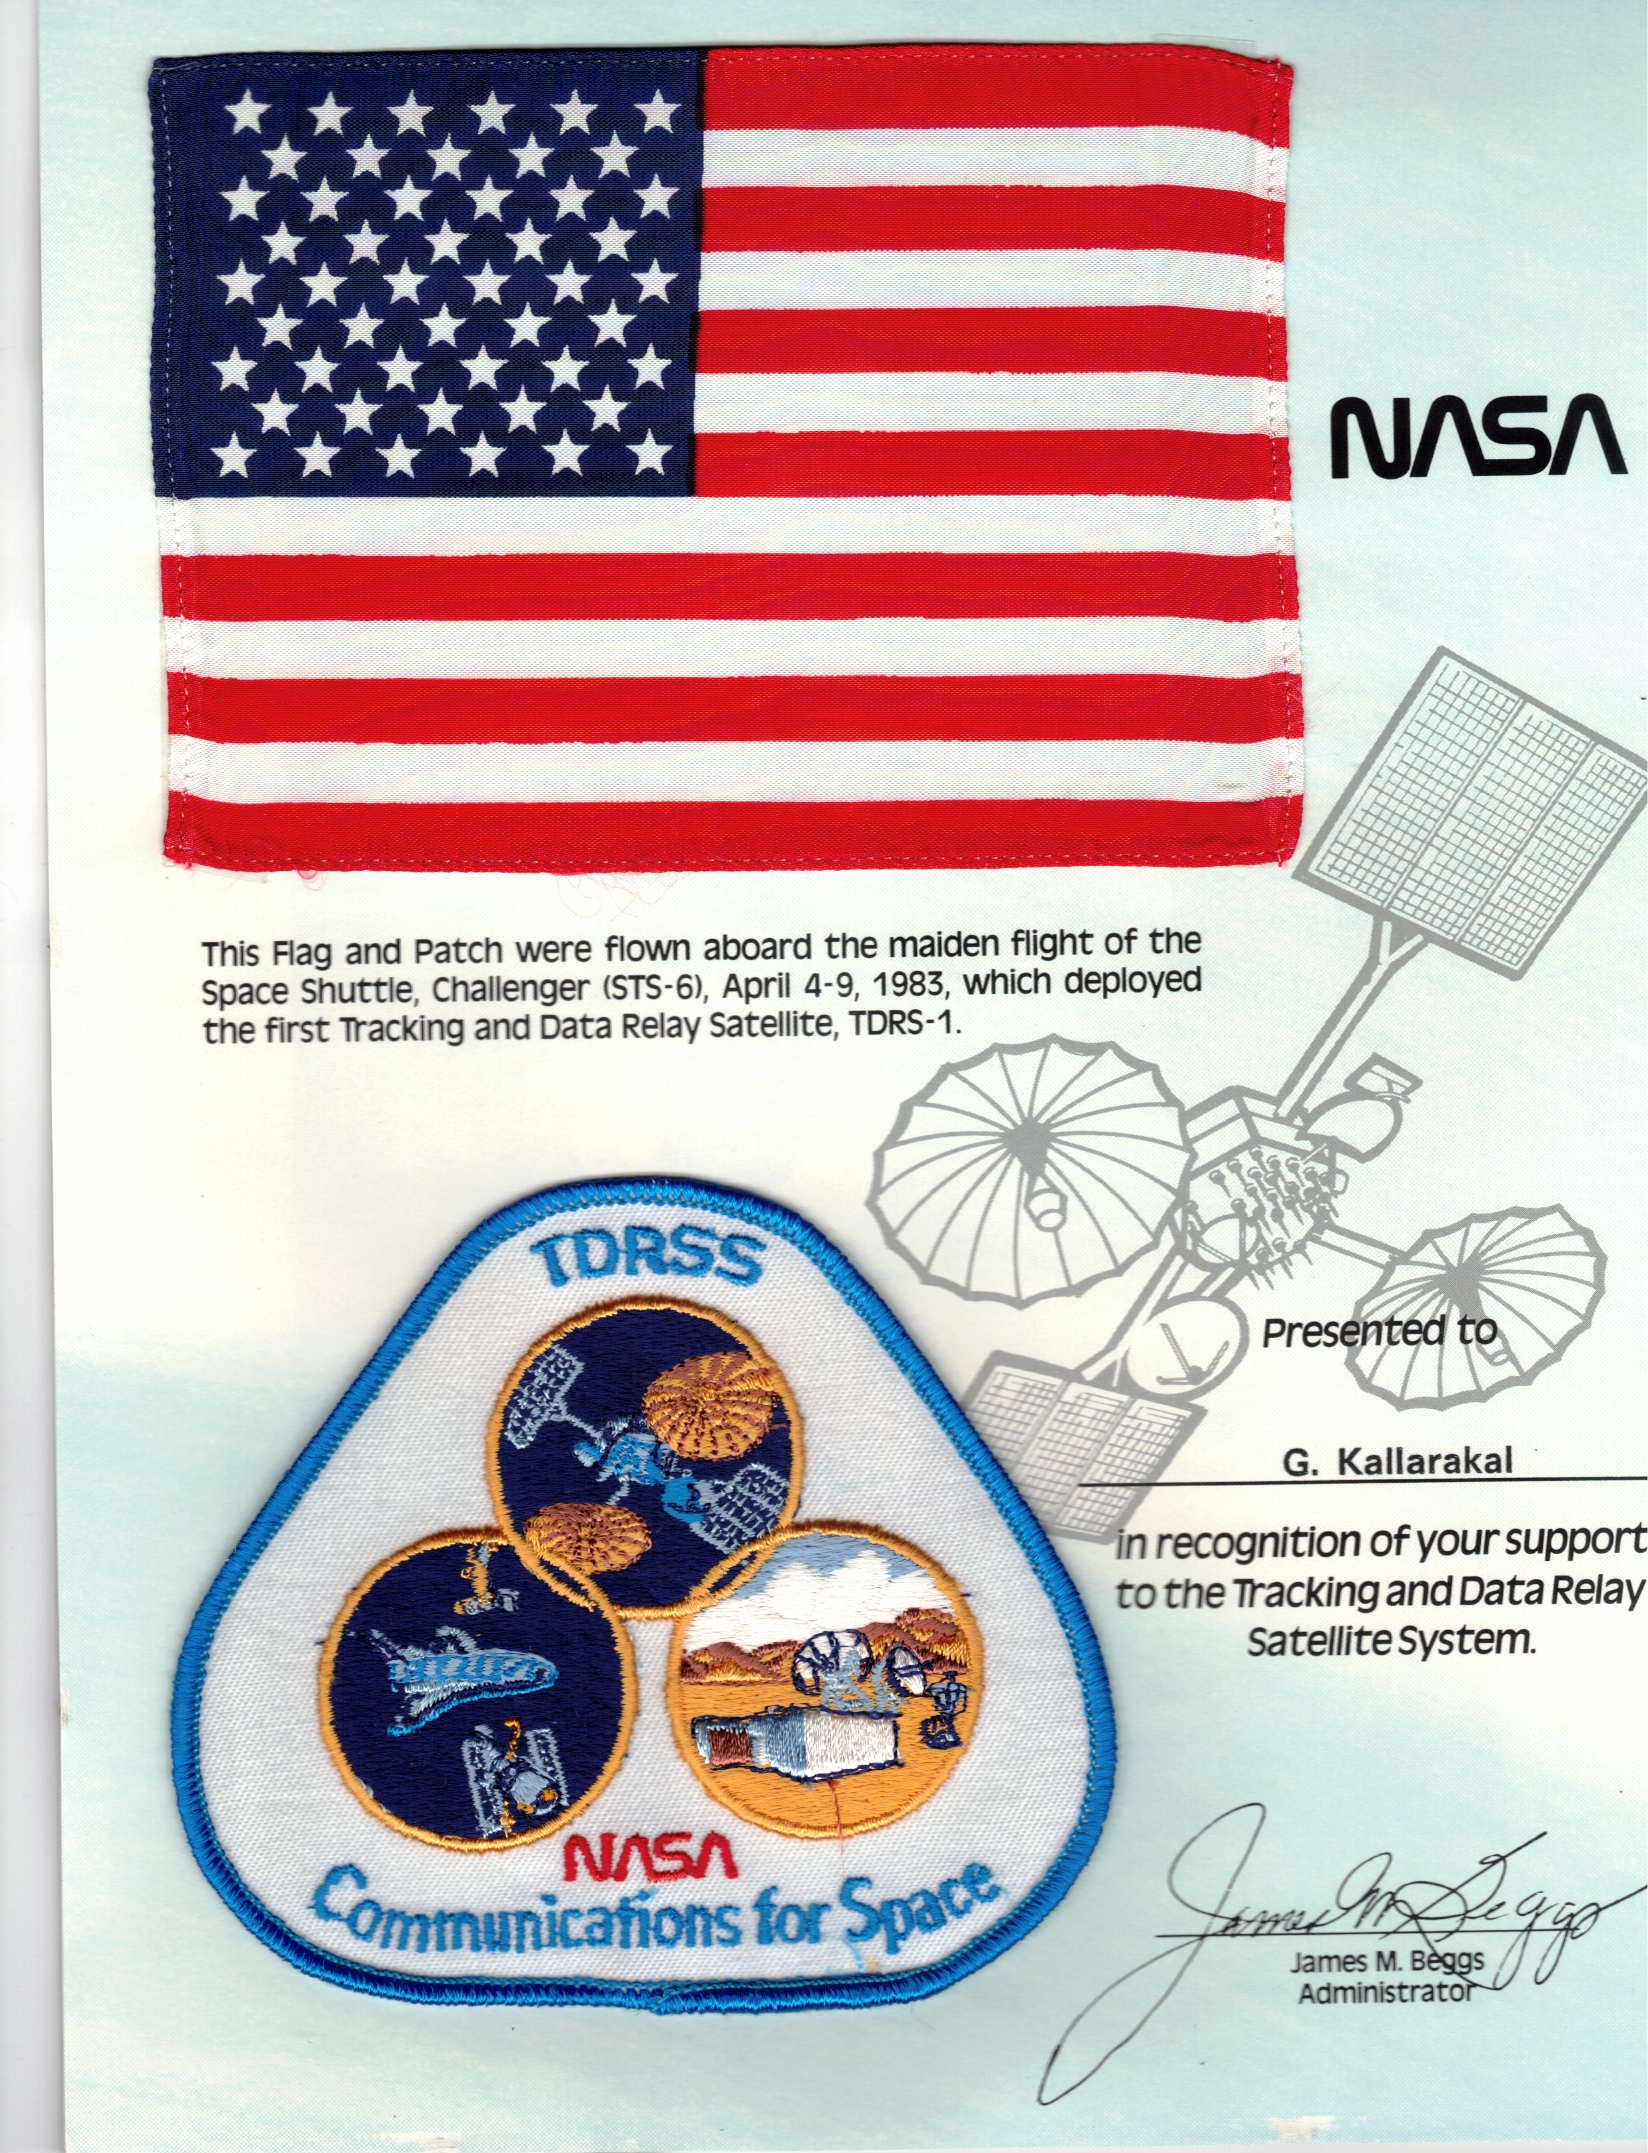 NASA
This Flag and Patch were flown aboard the maiden flight of the
Space Shuttle, Challenger (STS-6), April 4-9, 1983, which deployed
the first Tracking and Data Relay Satellite, TDRS-1.
TDRSS
NASA
Communications for Space
Presented to
G. Kallarakal
in recognition of your support
to the Tracking and Data Relay
Satellite System.
James M Beggs
James M. Beggs
Administrator